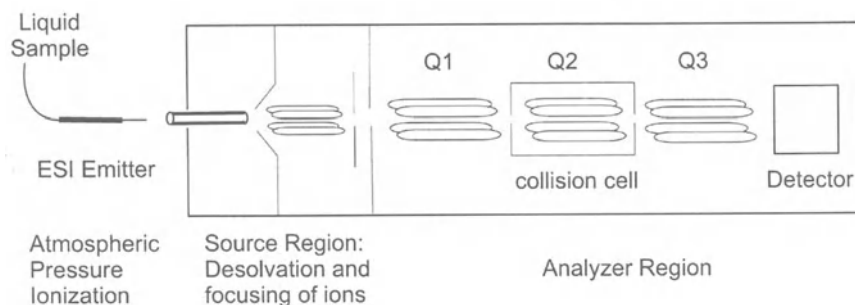 Liquid
Sample
Q1
Q2
Q3
ESI Emitter
collision cell
Detector
Atmospheric
Pressure
Ionization
Source Region:
Desolvation and
focusing of ions
Analyzer Region